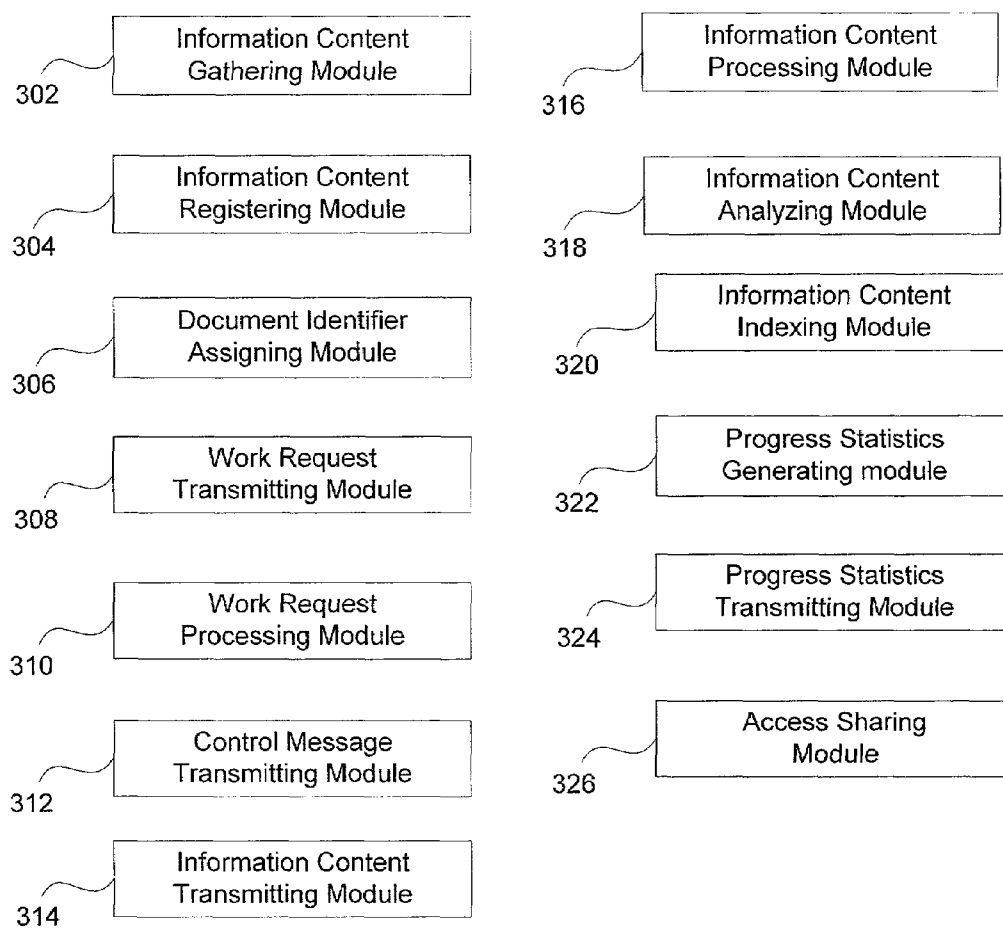 Information Content
Gathering Module
302
Information Content
Registering Module
304
Document Identifier
Assigning Module
306
Work Request
Transmitting Module
308
Work Request
Processing Module
310
Control Message
Transmitting Module
312
Information Content
Transmitting Module
314
Information Content
Processing Module
316
Information Content
Analyzing Module
318
Information Content
Indexing Module
320
Progress Statistics
Generating module
322
Progress Statistics
Transmitting Module
324
Access Sharing
Module
326